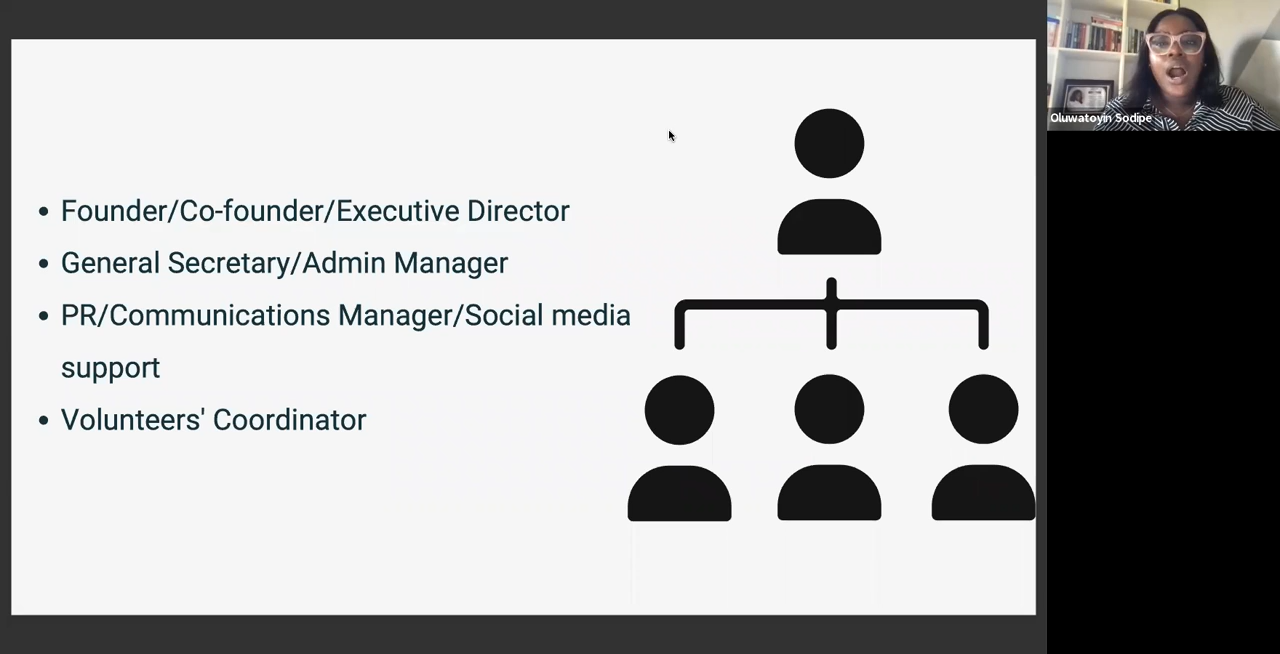 • Founder/Co-founder/Executive Director
• General Secretary/Admin Manager
• PR/Communications Manager/Social media
support
• Volunteers' Coordinator
Oluwatoyin Sodipe